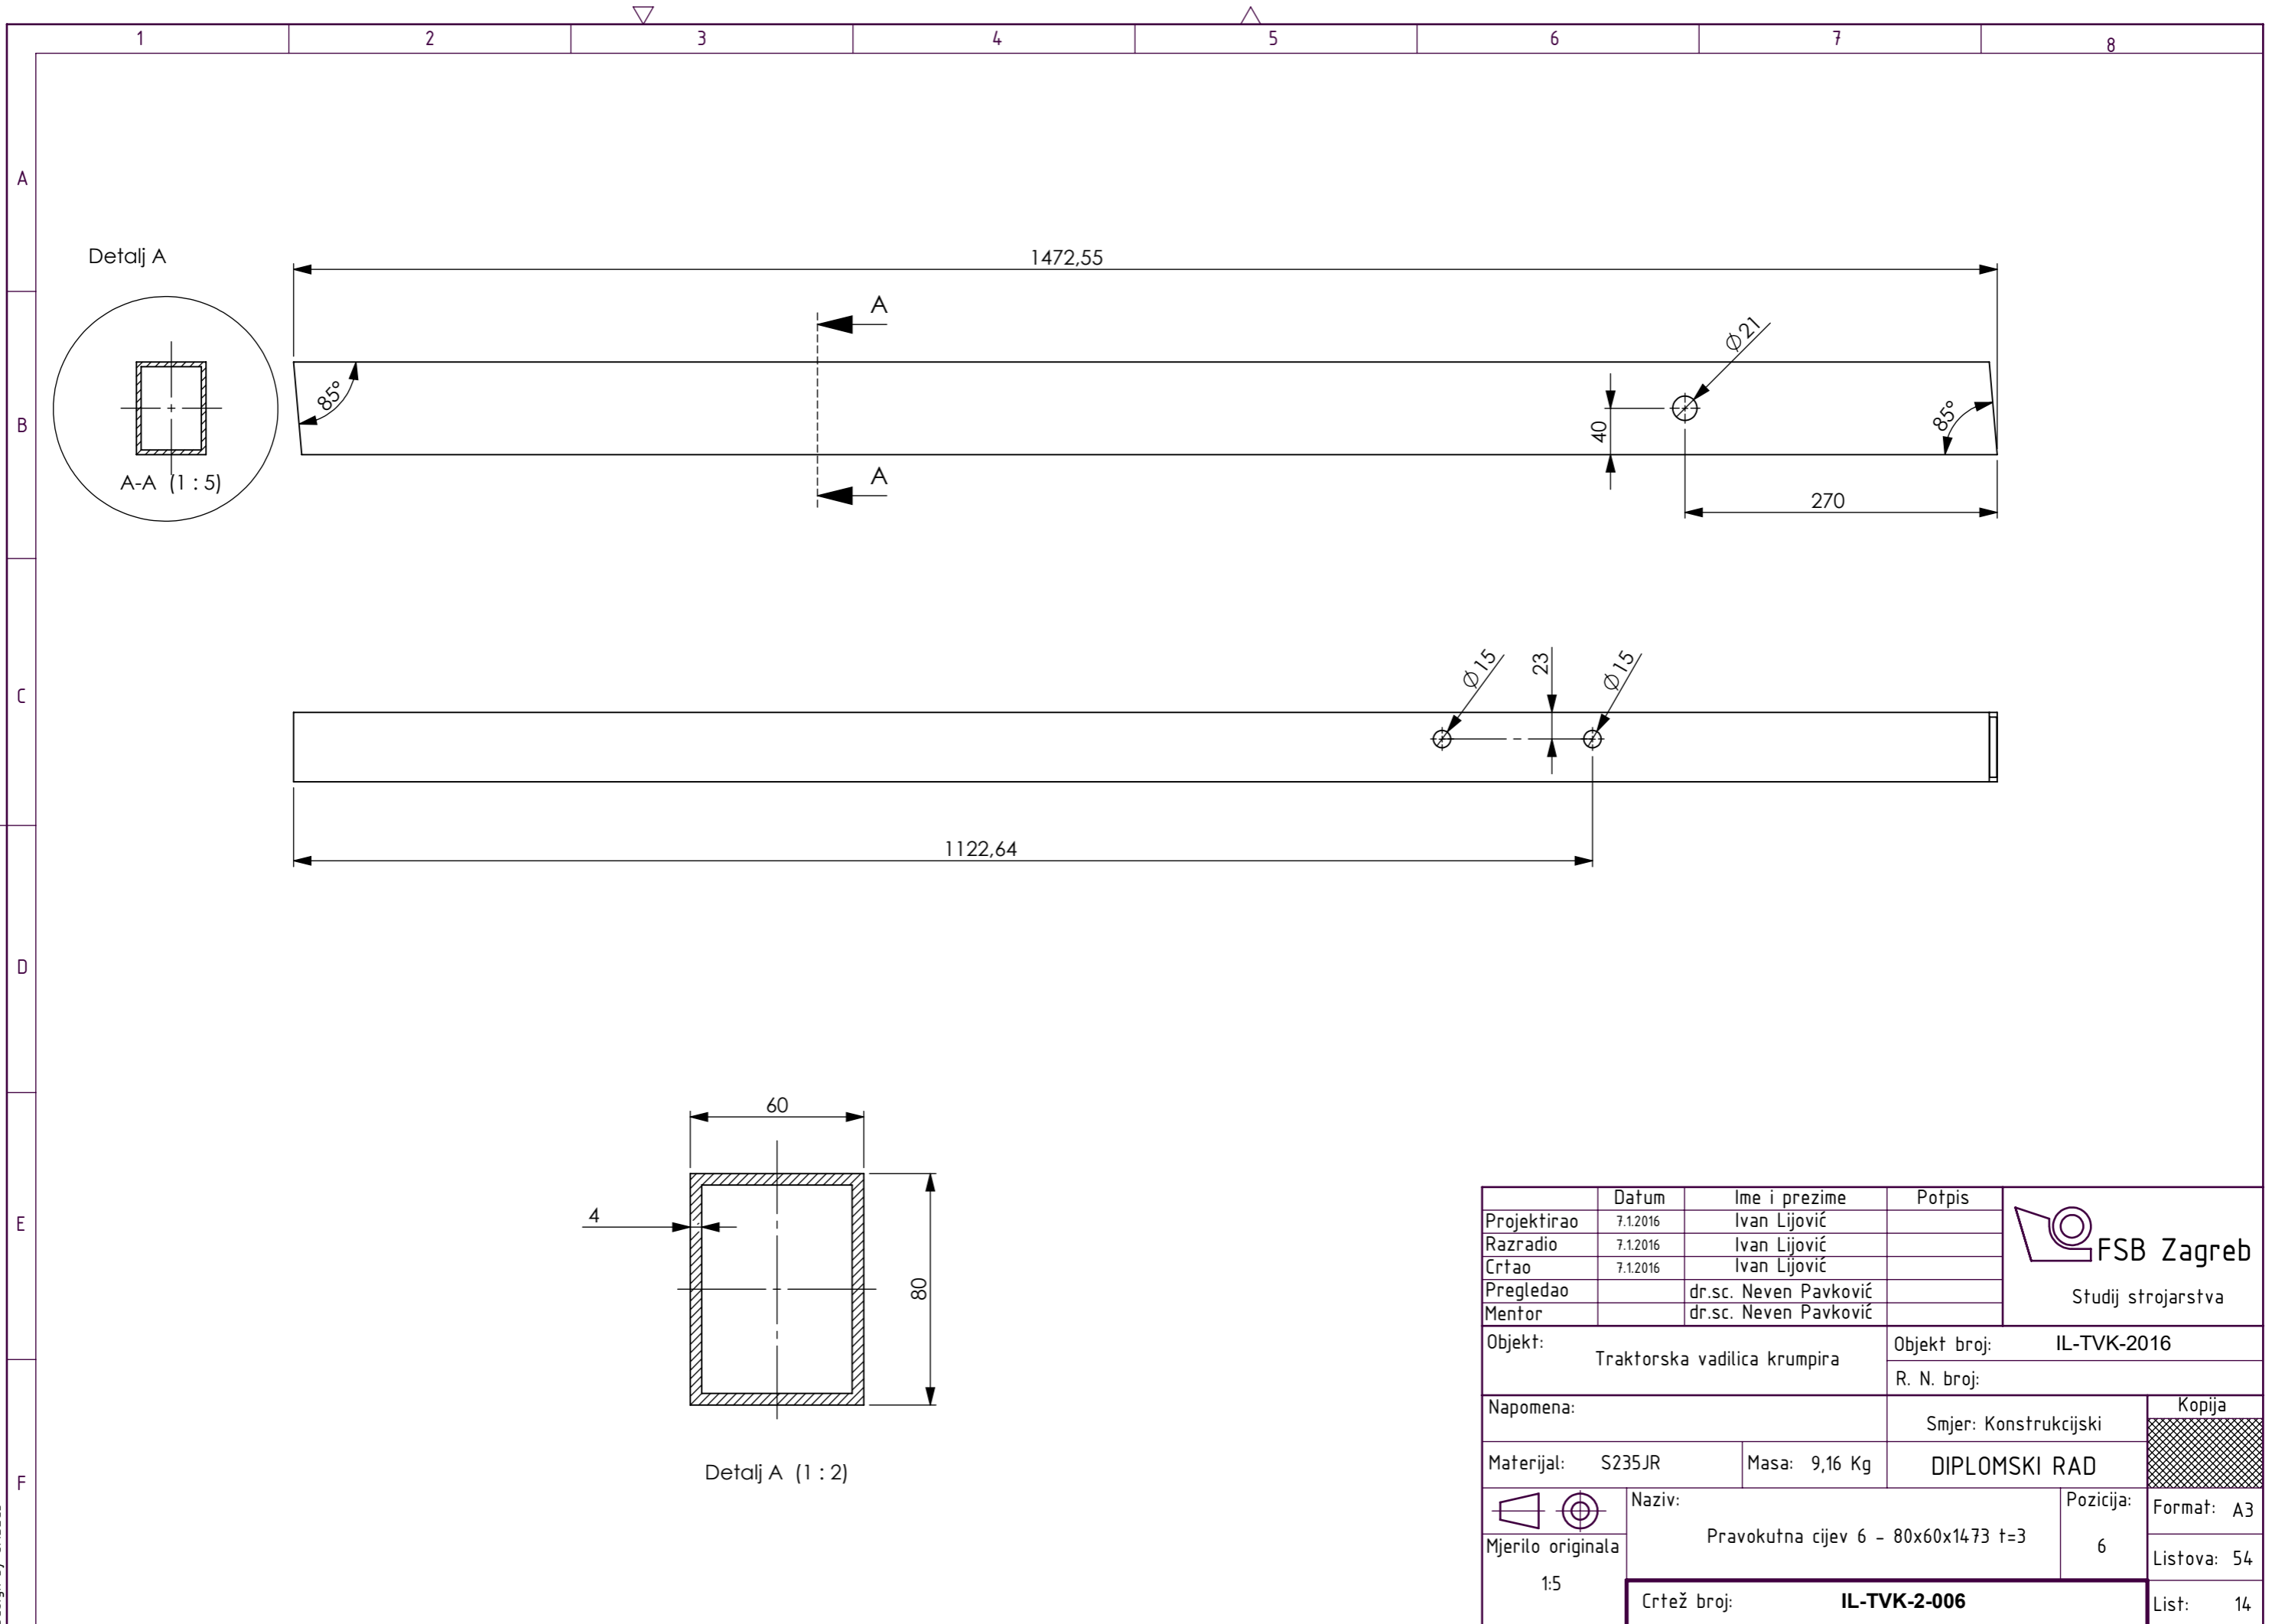 1 2 3 4 5 6 7 8
A
B
C
D
E
F
Detalj A
A-A (1 : 5)
1472,55
A
A
85°
Ø21
40
85°
270
Ø15
23
Ø15
1122,64
60
4
80
Detalj A (1 : 2)
Datum Ime i prezime Potpis
Projektirao 7.1.2016 Ivan Lijović
Razradio 7.1.2016 Ivan Lijović
Crtao 7.1.2016 Ivan Lijović
Pregledao dr.sc. Neven Pavković
Mentor dr.sc. Neven Pavković
FSB Zagreb
Studij strojarstva
Objekt: Traktorska vadilica krumpira
Objekt broj: IL-TVK-2016
R. N. broj:
Napomena:
Smjer: Konstrukcijski
Kopija
Materijal: S235JR
Masa: 9,16 Kg
DIPLOMSKI RAD
Naziv:
Pravokutna cijev 6 - 80x60x1473 t=3
Pozicija:
6
Format: A3
Mjerilo originala
1:5
Listova: 54
Crtež broj: IL-TVK-2-006
List: 14